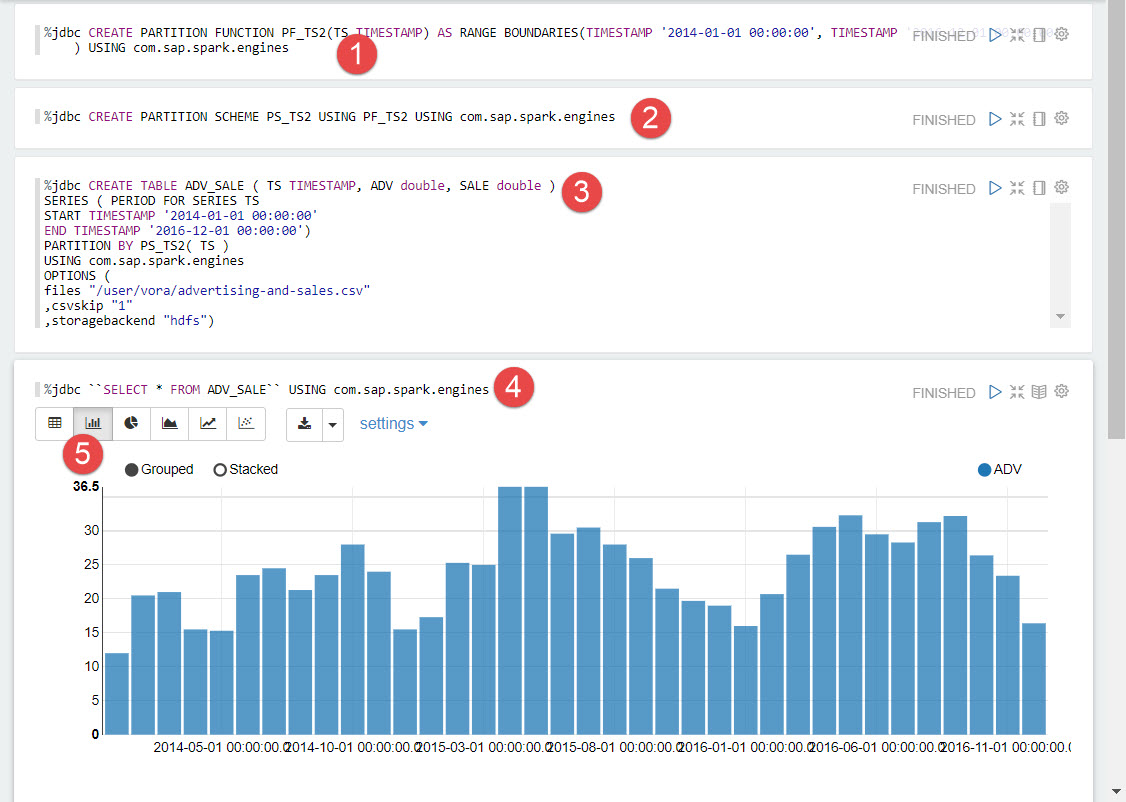 %jdbc CREATE PARTITION FUNCTION PF_TS2(TS TIMESTAMP) AS RANGE BOUNDARIES(TIMESTAMP '2014-01-01 00:00:00', TIMESTAMP
) USING com.sap.spark.engines
FINISHED
1
%jdbc CREATE PARTITION SCHEME PS_TS2 USING PF_TS2 USING com.sap.spark.engines
2
FINISHED
%jdbc CREATE TABLE ADV_SALE ( TS TIMESTAMP, ADV double, SALE double )
3
FINISHED
SERIES ( PERIOD FOR SERIES TS
START TIMESTAMP '2014-01-01 00:00:00'
END TIMESTAMP '2016-12-01 00:00:00')
PARTITION BY PS_TS2( TS )
USING com.sap.spark.engines
OPTIONS (
files "/user/vora/advertising-and-sales.csv"
,csvskip "1"
,storagebackend "hdfs")
%jdbc ``SELECT * FROM ADV_SALE`` USING com.sap.spark.engines
4
FINISHED
settings
5
Grouped Stacked ADV
36.5
30
25
20
15
10
5
0
2014-05-01 00:00:00.0 2014-10-01 00:00:00.0 2015-03-01 00:00:00.0 2015-08-01 00:00:00.0 2016-01-01 00:00:00.0 2016-06-01 00:00:00.0 2016-11-01 00:00:00.0